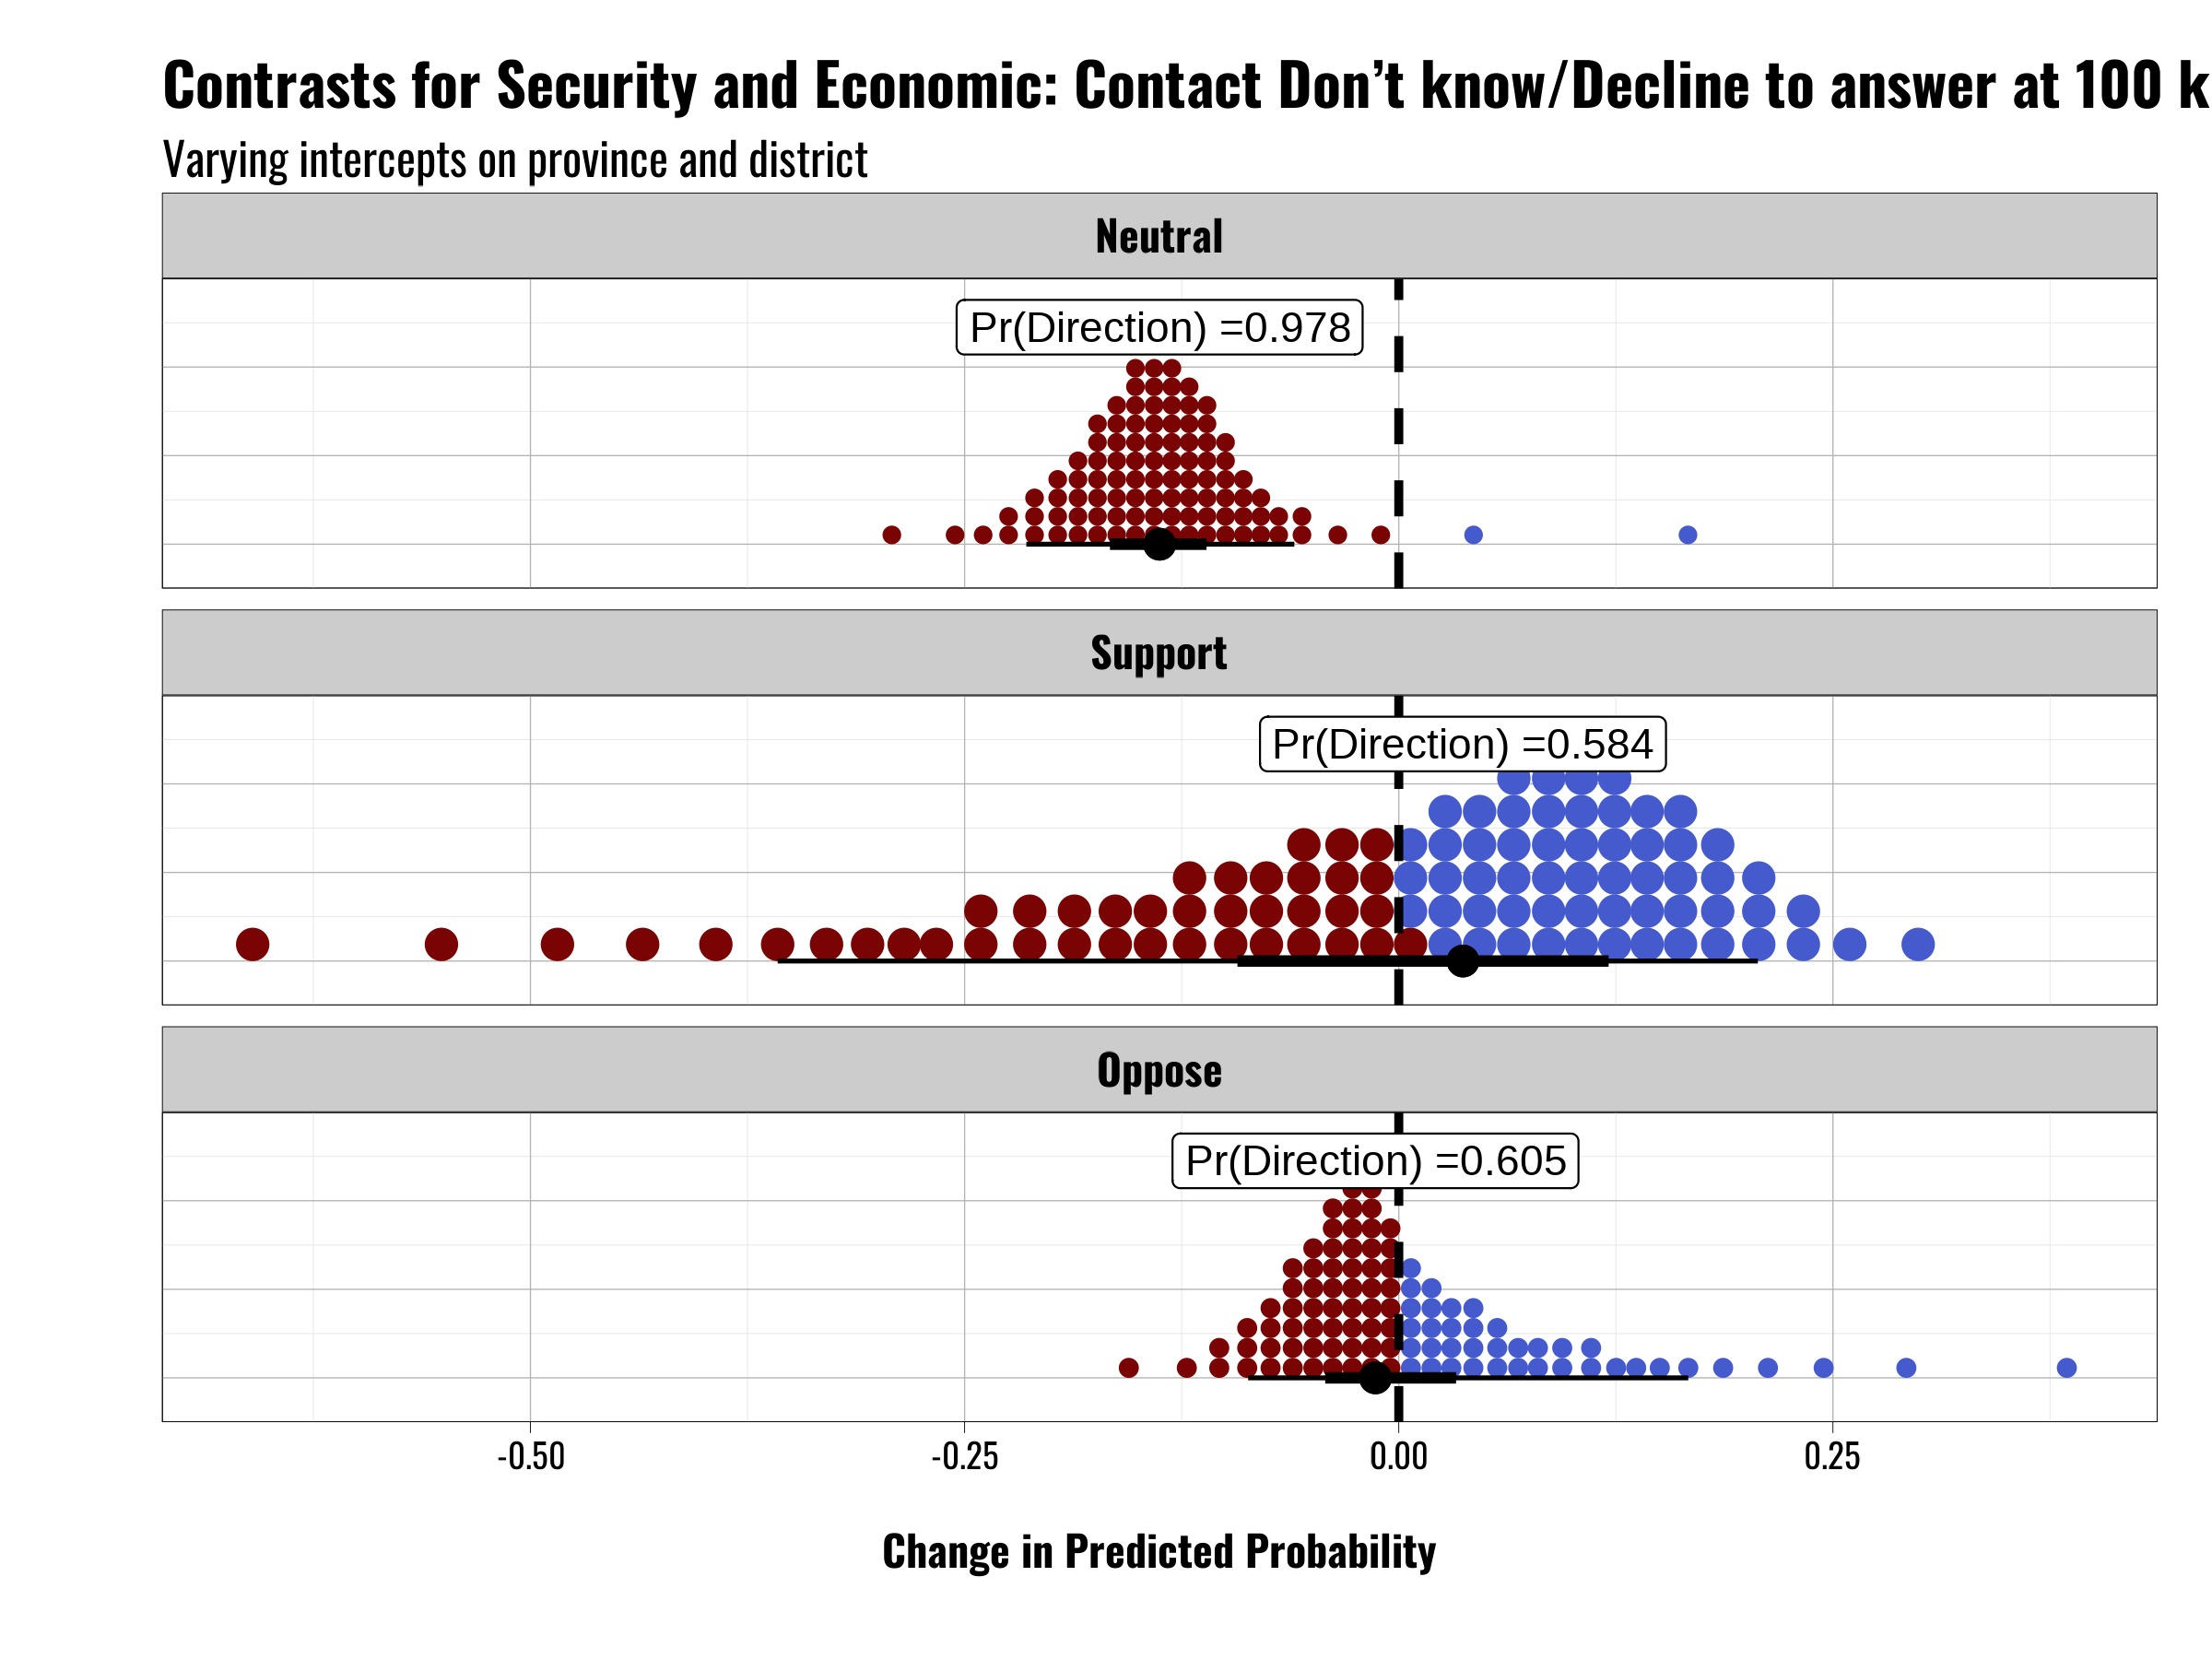 Contrasts for Security and Economic: Contact Don’t know/Decline to answer at 100 k
Varying intercepts on province and district
Neutral
Pr(Direction) =0.978
Support
Pr(Direction) =0.584
Oppose
Pr(Direction) =0.605
-0.50 -0.25 0.00 0.25
Change in Predicted Probability